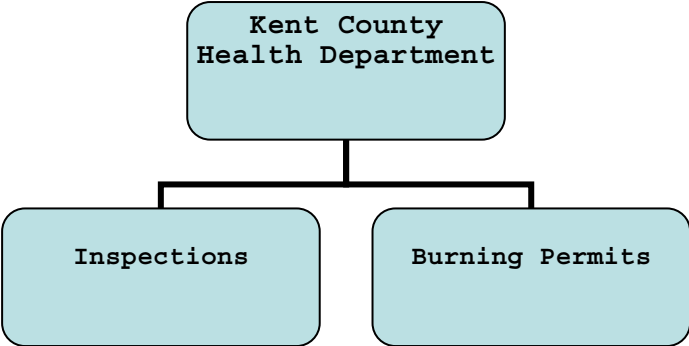 Kent County
Health Department
Inspections
Burning Permits